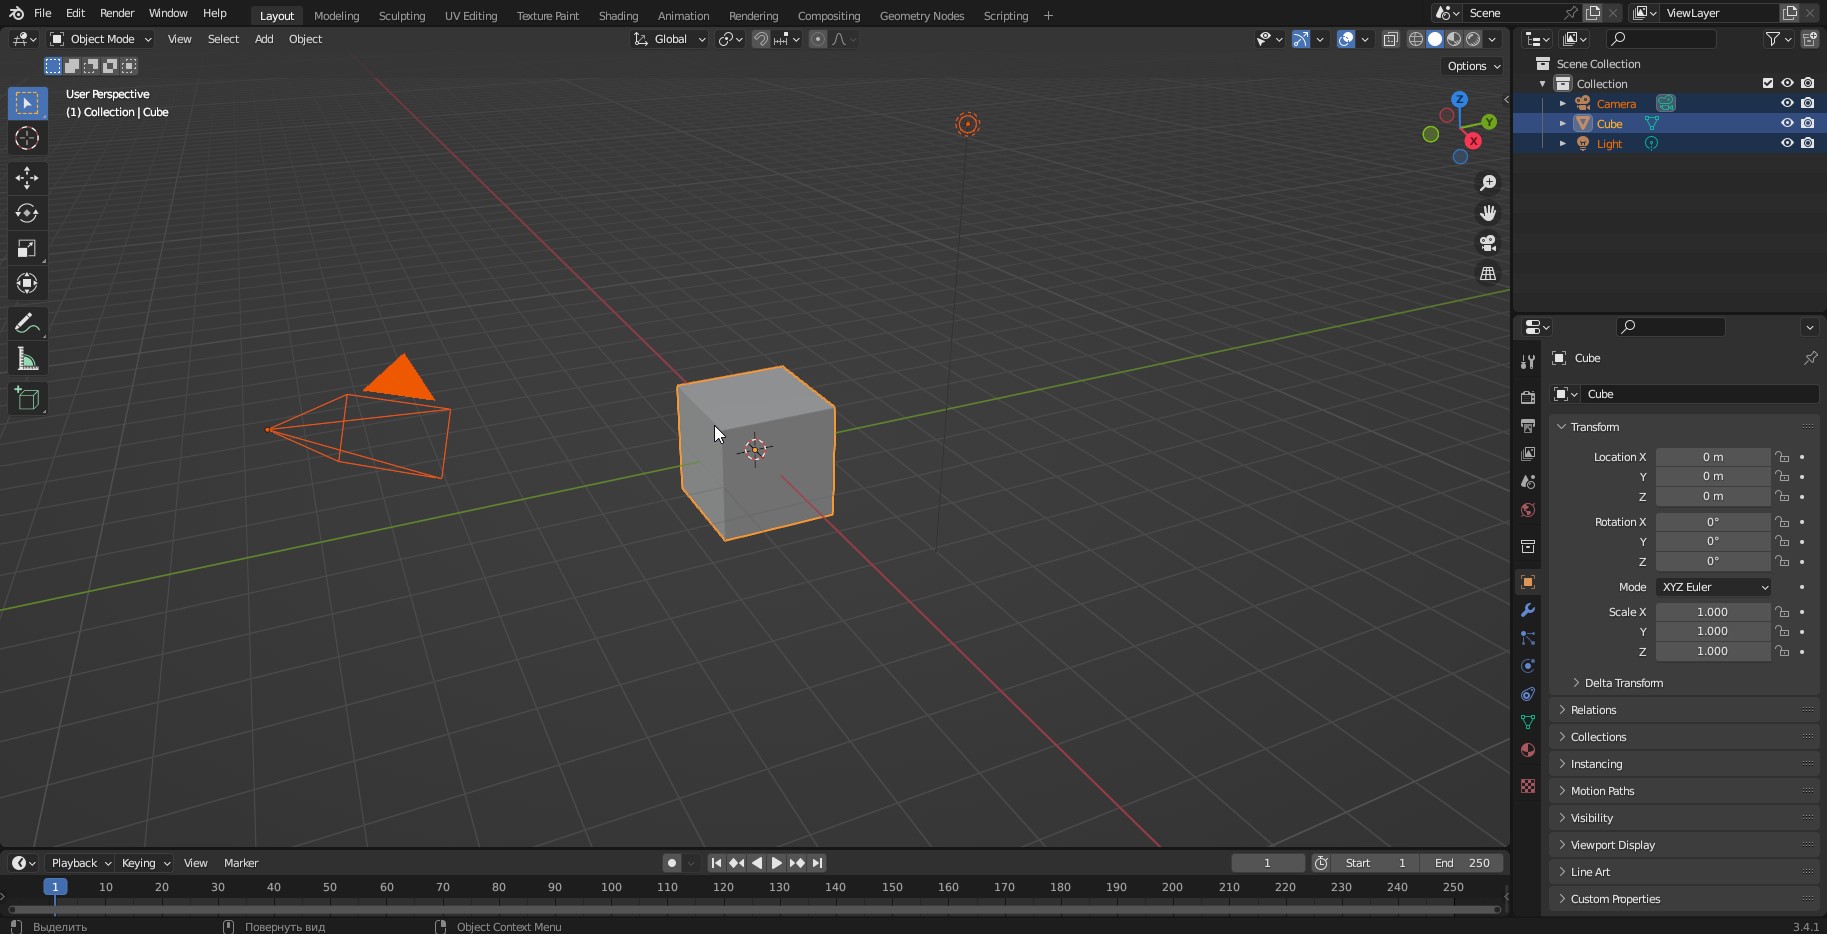 File Edit Render Window Help Layout Modeling Sculpting UV Editing Texture Paint Shading Animation Rendering Compositing Geometry Nodes Scripting + Scene ViewLayer
Object Mode View Select Add Object Global
Options
User Perspective
(1) Collection | Cube
Z
Y
X
Scene Collection
Collection
Camera
Cube
Light
Cube
Cube
Transform
Location X 0 m
Y 0 m
Z 0 m
Rotation X 0°
Y 0°
Z 0°
Mode XYZ Euler
Scale X 1.000
Y 1.000
Z 1.000
Delta Transform
Relations
Collections
Instancing
Motion Paths
Visibility
Viewport Display
Line Art
Custom Properties
Playback Keying View Marker 1 Start 1 End 250
1 10 20 30 40 50 60 70 80 90 100 110 120 130 140 150 160 170 180 190 200 210 220 230 240 250
Выделить Повернуть вид Object Context Menu 3.4.1